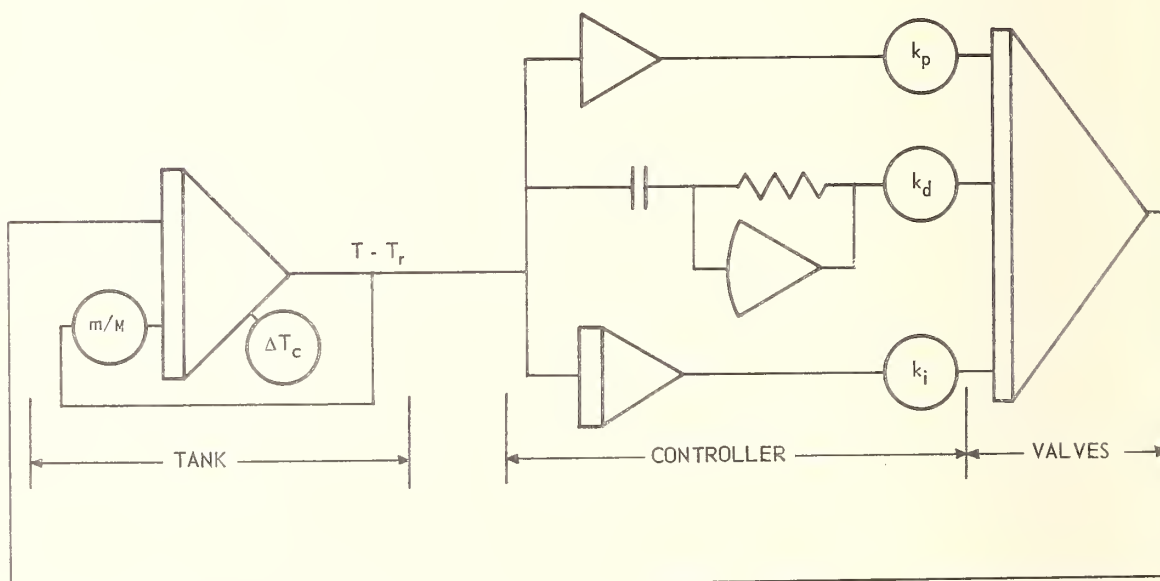 k_p
k_d
T - T_r
m/M
ΔT_c
k_i
TANK
CONTROLLER
VALVES